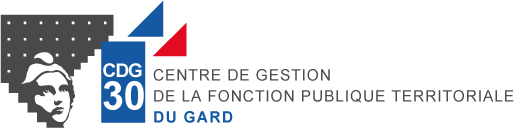 CDG
30
CENTRE DE GESTION
DE LA FONCTION PUBLIQUE TERRITORIALE
DU GARD